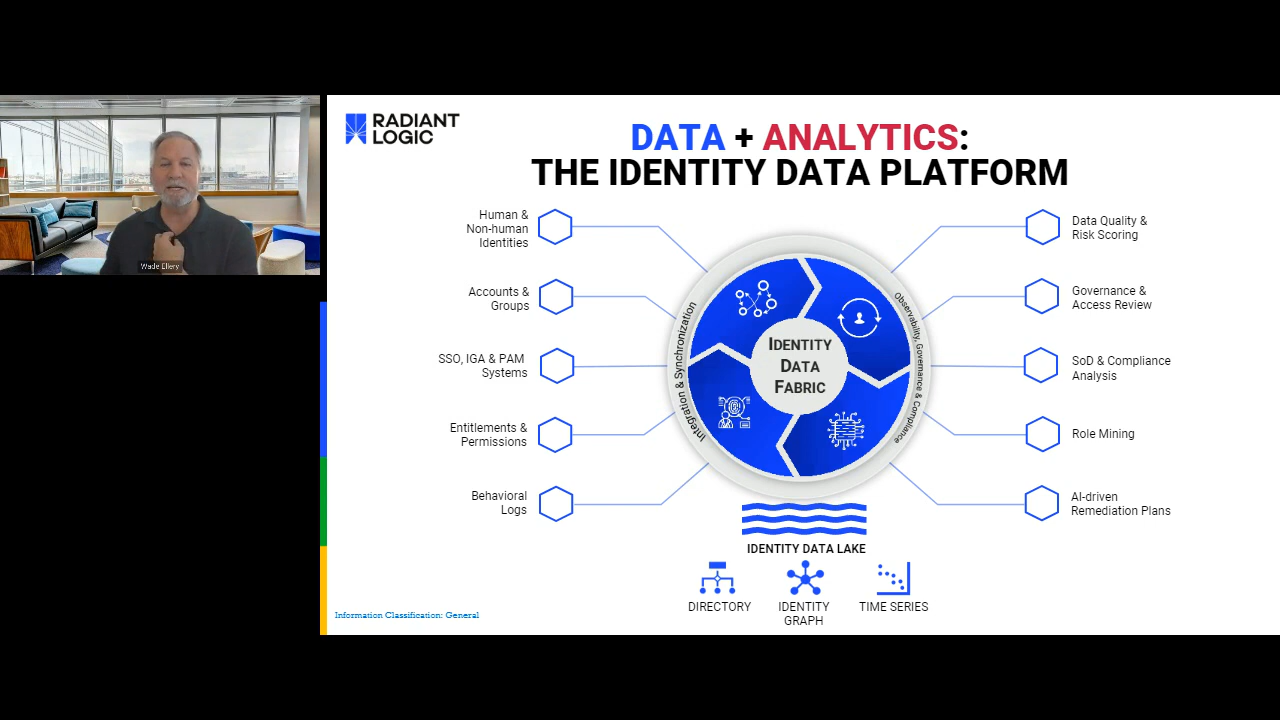 Wade Ellery
RADIANT
LOGIC
DATA + ANALYTICS:
THE IDENTITY DATA PLATFORM
Human &
Non-human
Identities
Accounts &
Groups
SSO, IGA & PAM
Systems
Entitlements &
Permissions
Behavioral
Logs
Integration & Synchronization
IDENTITY
DATA
FABRIC
Observability, Governance & Compliance
Data Quality &
Risk Scoring
Governance &
Access Review
SoD & Compliance
Analysis
Role Mining
AI-driven
Remediation Plans
IDENTITY DATA LAKE
DIRECTORY
IDENTITY
GRAPH
TIME SERIES
Information Classification: General